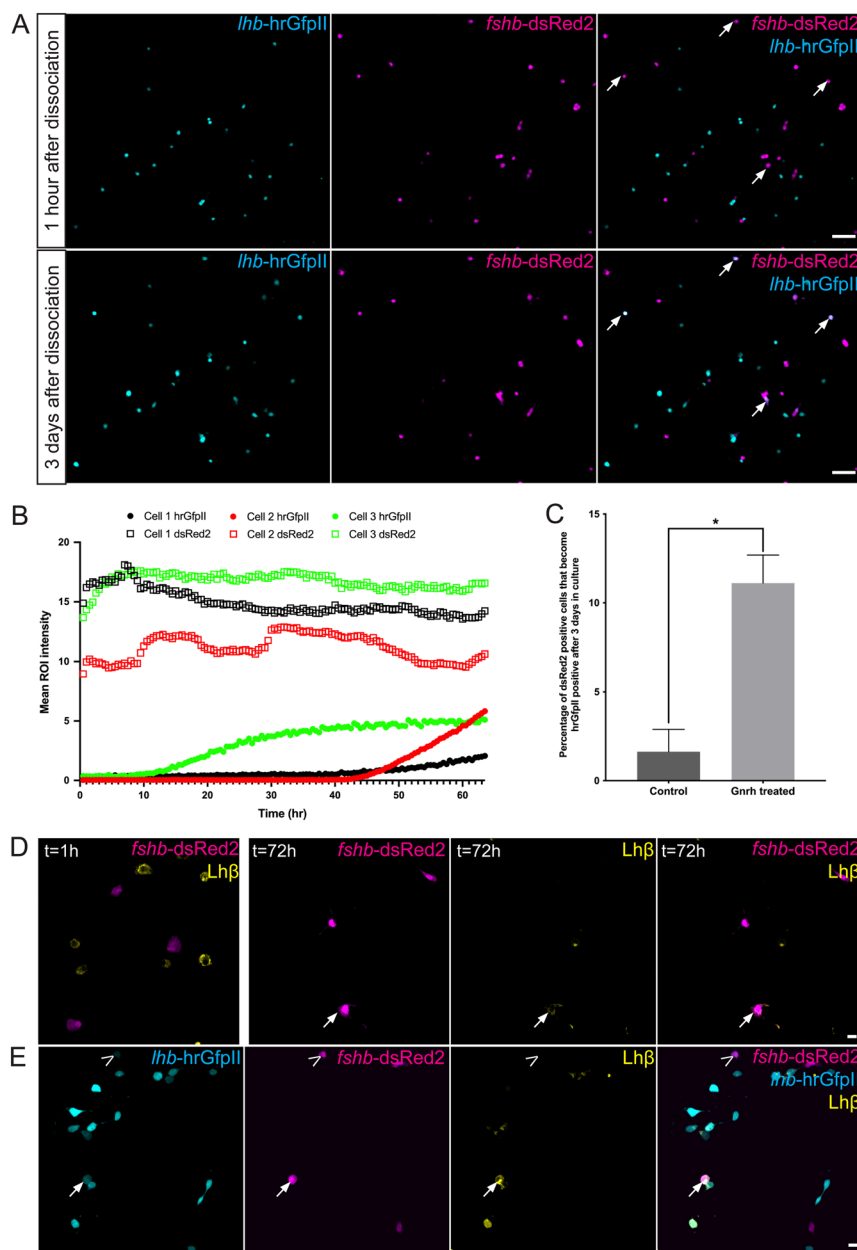 A
lhb-hrGfpII
fshb-dsRed2
fshb-dsRed2
lhb-hrGfpII
1 hour after dissociation
lhb-hrGfpII
fshb-dsRed2
fshb-dsRed2
lhb-hrGfpII
3 days after dissociation
B
Cell 1 hrGfpII
Cell 2 hrGfpII
Cell 3 hrGfpII
Cell 1 dsRed2
Cell 2 dsRed2
Cell 3 dsRed2
20
15
10
5
0
Mean ROI intensity
0
10
20
30
40
50
60
Time (hr)
C
Percentage of dsRed2 positive cells that become
hrGfpII positive after 3 days in culture
15
10
5
0
*
Control
Gnrh treated
D
t=1h
fshb-dsRed2
Lhβ
t=72h
fshb-dsRed2
t=72h
Lhβ
t=72h
fshb-dsRed2
Lhβ
E
lhb-hrGfpII
fshb-dsRed2
Lhβ
fshb-dsRed2
lhb-hrGfpII
Lhβ